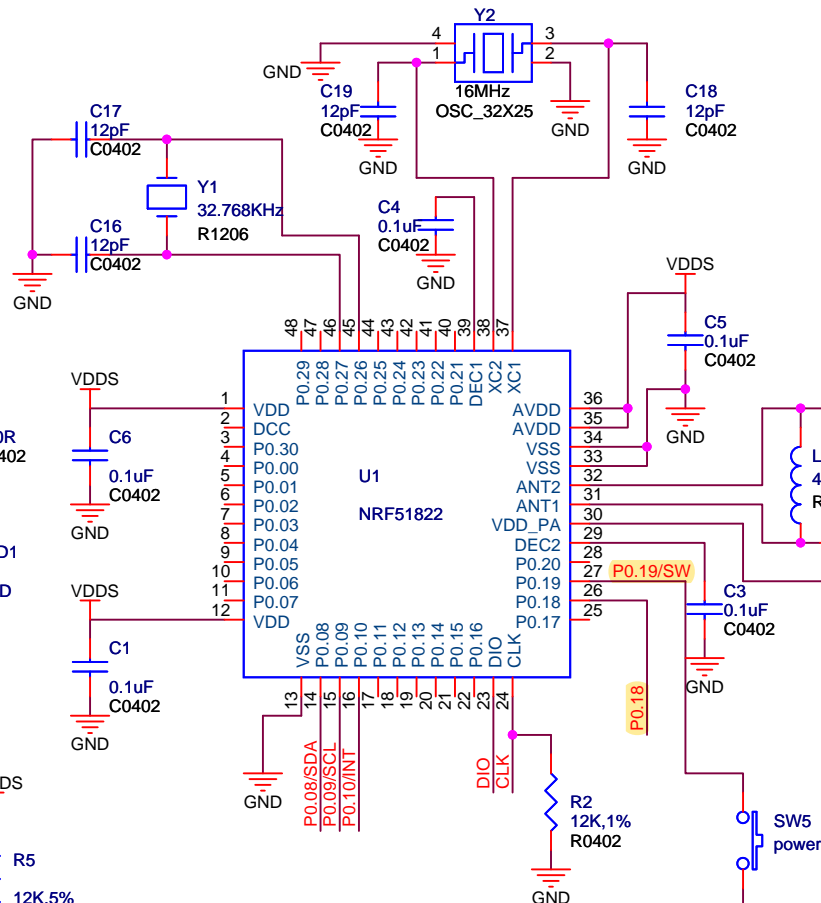 Y2
4
3
1
2
GND
16MHz
OSC_32X25
C19
12pF
C0402
GND
GND
C18
12pF
C0402
GND
C17
12pF
C0402
Y1
32.768KHz
R1206
C16
12pF
C0402
GND
C4
0.1uF
C0402
GND
VDDS
C5
0.1uF
C0402
GND
48
47
46
45
44
43
42
41
40
39
38
37
P0.29
P0.28
P0.27
P0.26
P0.25
P0.24
P0.23
P0.22
P0.21
DEC1
XC2
XC1
VDDS
C6
0.1uF
C0402
GND
0R
402
D1
D
VDDS
C1
0.1uF
C0402
GND
1 VDD
2 DCC
3 P0.30
4 P0.00
5 P0.01
6 P0.02
7 P0.03
8 P0.04
9 P0.05
10 P0.06
11 P0.07
12 VDD
U1
NRF51822
AVDD 36
AVDD 35
VSS 34
VSS 33
ANT2 32
ANT1 31
VDD_PA 30
DEC2 29
P0.20 28
P0.19 27
P0.18 26
P0.17 25
P0.19/SW
P0.18
L
4
R
C3
0.1uF
C0402
GND
VSS
P0.08
P0.09
P0.10
P0.11
P0.12
P0.13
P0.14
P0.15
P0.16
DIO
CLK
13
14
15
16
17
18
19
20
21
22
23
24
GND
P0.08/SDA
P0.09/SCL
P0.10/INT
DIO
CLK
R2
12K,1%
R0402
GND
SW5
power
DS
R5
12K,5%